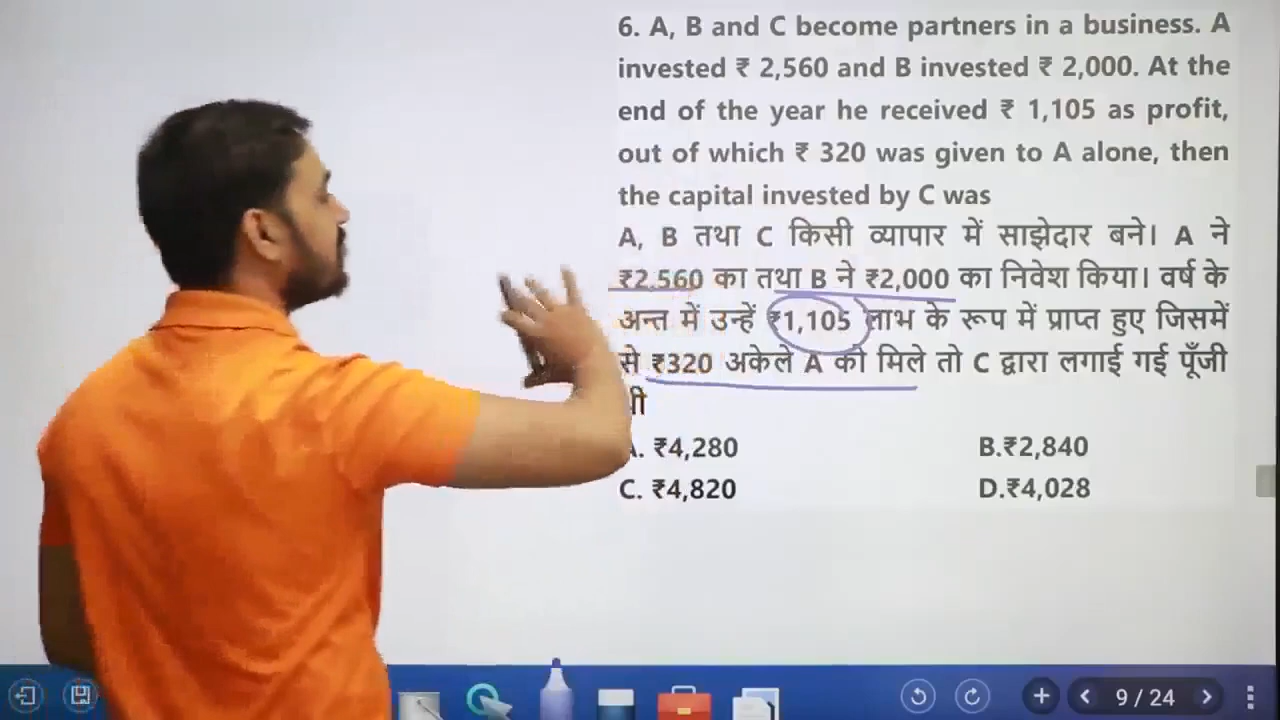 6. A, B and C become partners in a business. A
invested ₹ 2,560 and B invested ₹ 2,000. At the
end of the year he received ₹ 1,105 as profit,
out of which ₹ 320 was given to A alone, then
the capital invested by C was
A, B तथा C किसी व्यापार में साझेदार बने। A ने
₹2,560 का तथा B ने ₹2,000 का निवेश किया। वर्ष के
अन्त में उन्हें ₹1,105 लाभ के रूप में प्राप्त हुए जिसमें
से ₹320 अकेले A को मिले तो C द्वारा लगाई गई पूँजी
₹4,280 B.₹2,840
C. ₹4,820 D.₹4,028
9 / 24